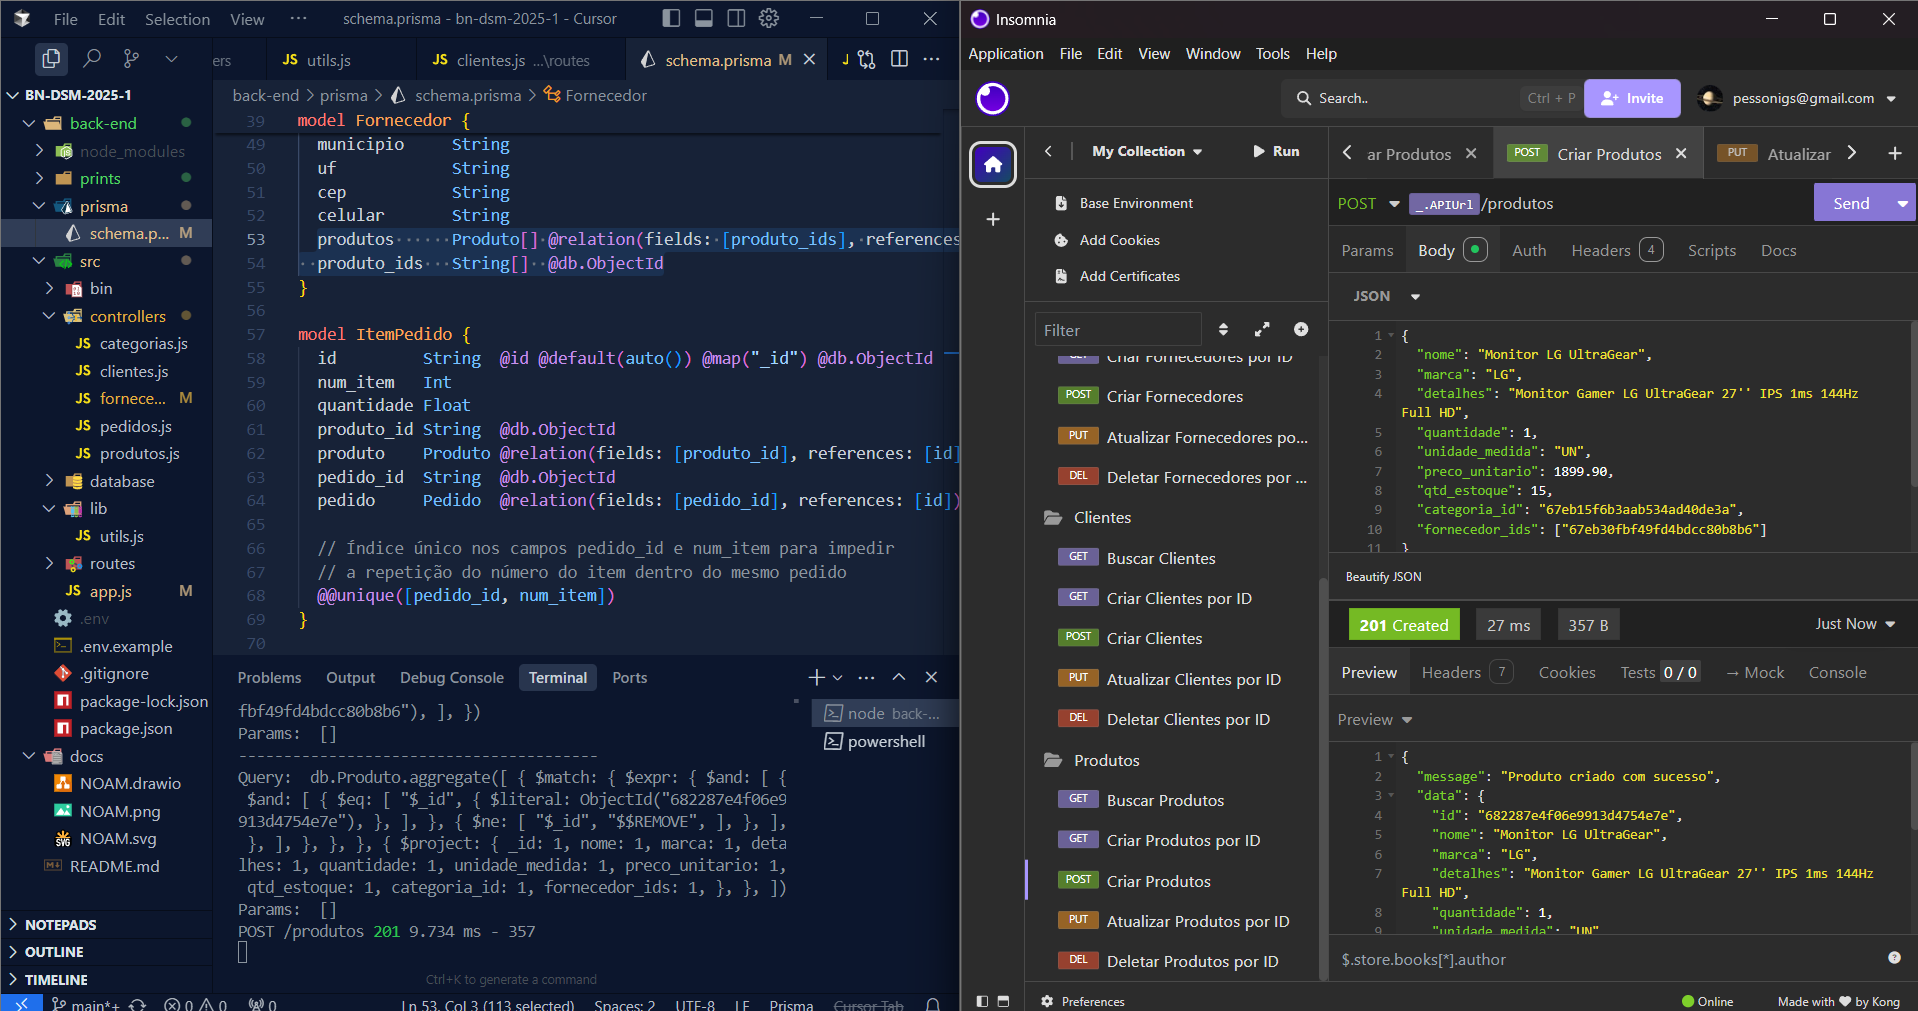 File Edit Selection View ··· schema.prisma - bn-dsm-2025-1 - Cursor
ers JS utils.js JS clientes.js ...\routes schema.prisma M
BN-DSM-2025-1
back-end
node_modules
prints
prisma
schema.p... M
src
bin
controllers
JS categorias.js
JS clientes.js
JS fornece... M
JS pedidos.js
JS produtos.js
database
lib
JS utils.js
routes
JS app.js M
.env
.env.example
.gitignore
package-lock.json
package.json
docs
NOAM.drawio
NOAM.png
NOAM.svg
README.md
NOTEPADS
OUTLINE
TIMELINE
back-end > prisma > schema.prisma > Fornecedor
39 model Fornecedor {
49 municipio String
50 uf String
51 cep String
52 celular String
53 produtos······Produto[]·@relation(fields:·[produto_ids],·references
54 ··produto_ids···String[]··@db.ObjectId
55 }
56
57 model ItemPedido {
58 id String @id @default(auto()) @map("_id") @db.ObjectId
59 num_item Int
60 quantidade Float
61 produto_id String @db.ObjectId
62 produto Produto @relation(fields: [produto_id], references: [id]
63 pedido_id String @db.ObjectId
64 pedido Pedido @relation(fields: [pedido_id], references: [id])
65
66 // Índice único nos campos pedido_id e num_item para impedir
67 // a repetição do número do item dentro do mesmo pedido
68 @@unique([pedido_id, num_item])
69 }
70
Problems Output Debug Console Terminal Ports
node back-...
powershell
fbf49fd4bdcc80b8b6"), ], })
Params: []
----------------------------------------
Query: db.Produto.aggregate([ { $match: { $expr: { $and: [ {
$and: [ { $eq: [ "$_id", { $literal: ObjectId("682287e4f06e9
913d4754e7e"), }, ], }, { $ne: [ "$_id", "$$REMOVE", ], }, ],
}, ], }, }, }, { $project: { _id: 1, nome: 1, marca: 1, deta
lhes: 1, quantidade: 1, unidade_medida: 1, preco_unitario: 1,
qtd_estoque: 1, categoria_id: 1, fornecedor_ids: 1, }, }, ])
Params: []
POST /produtos 201 9.734 ms - 357
Ctrl+K to generate a command
main*+ 0 0 0 Ln 53, Col 3 (113 selected) Spaces: 2 UTF-8 LF Prisma Cursor Tab
Insomnia
Application File Edit View Window Tools Help
Search.. Ctrl + P Invite pessonigs@gmail.com
My Collection Run
Base Environment
Add Cookies
Add Certificates
Filter
GET Criar Fornecedores por ID
POST Criar Fornecedores
PUT Atualizar Fornecedores po...
DEL Deletar Fornecedores por ...
Clientes
GET Buscar Clientes
GET Criar Clientes por ID
POST Criar Clientes
PUT Atualizar Clientes por ID
DEL Deletar Clientes por ID
Produtos
GET Buscar Produtos
GET Criar Produtos por ID
POST Criar Produtos
PUT Atualizar Produtos por ID
DEL Deletar Produtos por ID
ar Produtos POST Criar Produtos PUT Atualizar
POST _.APIUrl /produtos Send
Params Body Auth Headers 4 Scripts Docs
JSON
1 {
2 "nome": "Monitor LG UltraGear",
3 "marca": "LG",
4 "detalhes": "Monitor Gamer LG UltraGear 27'' IPS 1ms 144Hz
Full HD",
5 "quantidade": 1,
6 "unidade_medida": "UN",
7 "preco_unitario": 1899.90,
8 "qtd_estoque": 15,
9 "categoria_id": "67eb15f6b3aab534ad40de3a",
10 "fornecedor_ids": ["67eb30fbf49fd4bdcc80b8b6"]
11 }
Beautify JSON
201 Created 27 ms 357 B Just Now
Preview Headers 7 Cookies Tests 0 / 0 → Mock Console
Preview
1 {
2 "message": "Produto criado com sucesso",
3 "data": {
4 "id": "682287e4f06e9913d4754e7e",
5 "nome": "Monitor LG UltraGear",
6 "marca": "LG",
7 "detalhes": "Monitor Gamer LG UltraGear 27'' IPS 1ms 144Hz
Full HD",
8 "quantidade": 1,
9 "unidade_medida": "UN"
$.store.books[*].author
Preferences Online Made with ♥ by Kong